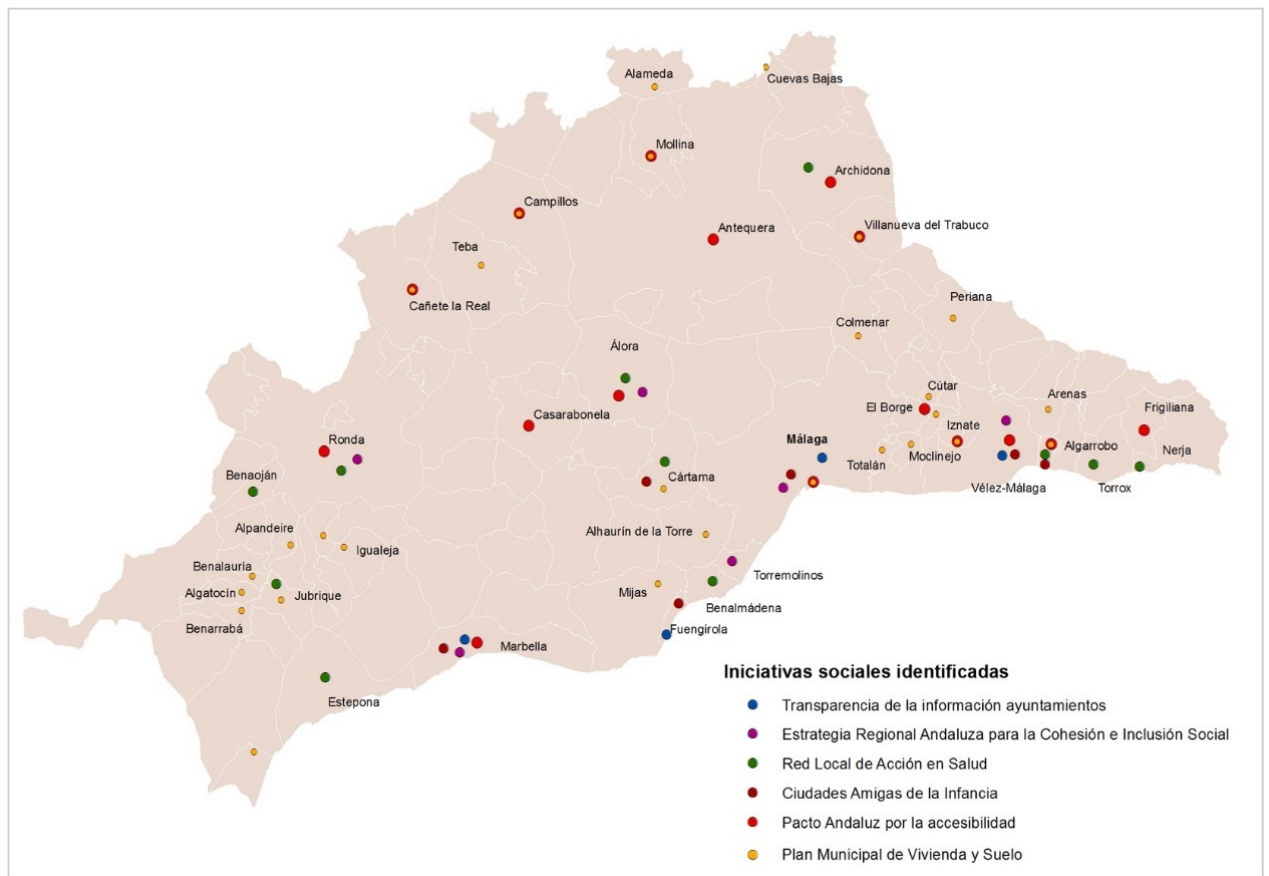 Alameda
Cuevas Bajas
Mollina
Archidona
Campillos
Villanueva del Trabuco
Antequera
Teba
Cañete la Real
Periana
Colmenar
Álora
Cútar
Arenas
El Borge
Frigiliana
Casarabonela
Iznate
Ronda
Málaga
Algarrobo
Totalán
Moclinejo
Nerja
Benaoján
Cártama
Vélez-Málaga
Torrox
Alpandeire
Alhaurín de la Torre
Igualeja
Benalauría
Torremolinos
Algatocín
Jubrique
Mijas
Benalmádena
Benarrabá
Fuengirola
Marbella
Estepona
Iniciativas sociales identificadas
Transparencia de la información ayuntamientos
Estrategia Regional Andaluza para la Cohesión e Inclusión Social
Red Local de Acción en Salud
Ciudades Amigas de la Infancia
Pacto Andaluz por la accesibilidad
Plan Municipal de Vivienda y Suelo